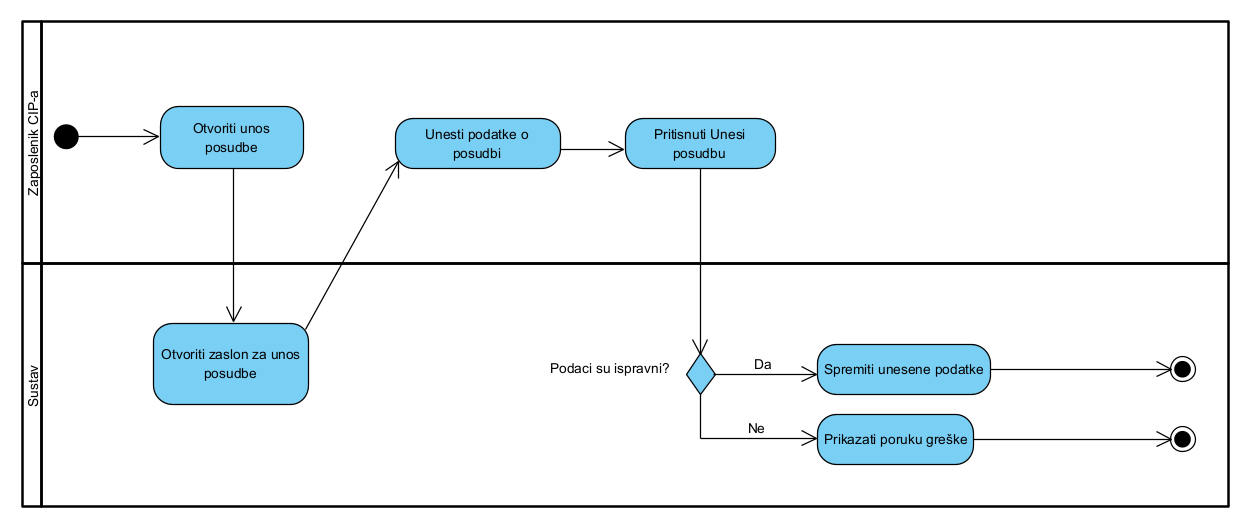 Zaposlenik CIP-a
Otvoriti unos
posudbe
Unesti podatke o
posudbi
Pritisnuti Unesi
posudbu
Sustav
Otvoriti zaslon za unos
posudbe
Podaci su ispravni?
Da
Spremiti unesene podatke
Ne
Prikazati poruku greške